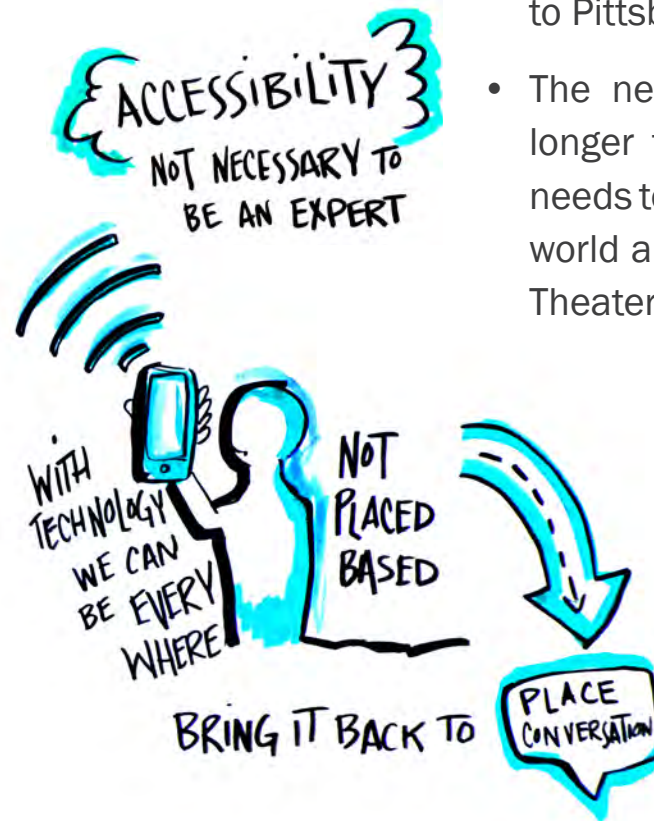 to Pittsb
• The ne
longer
needs to
world a
Theater
ACCESSIBILITY
NOT NECESSARY TO
BE AN EXPERT
WITH
TECHNOLOGY
WE CAN
BE EVERY
WHERE
NOT
PLACED
BASED
BRING IT BACK TO
PLACE
CONVERSATION